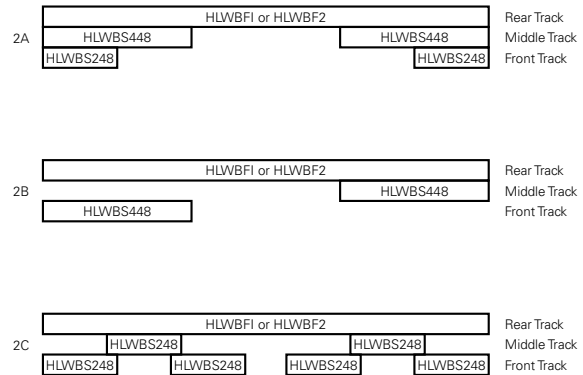 HLWBFI or HLWBF2 Rear Track
2A HLWBS448 HLWBS448 Middle Track
HLWBS248 HLWBS248 Front Track
HLWBFI or HLWBF2 Rear Track
2B HLWBS448 Middle Track
HLWBS448 Front Track
HLWBFI or HLWBF2 Rear Track
2C HLWBS248 HLWBS248 Middle Track
HLWBS248 HLWBS248 HLWBS248 HLWBS248 Front Track